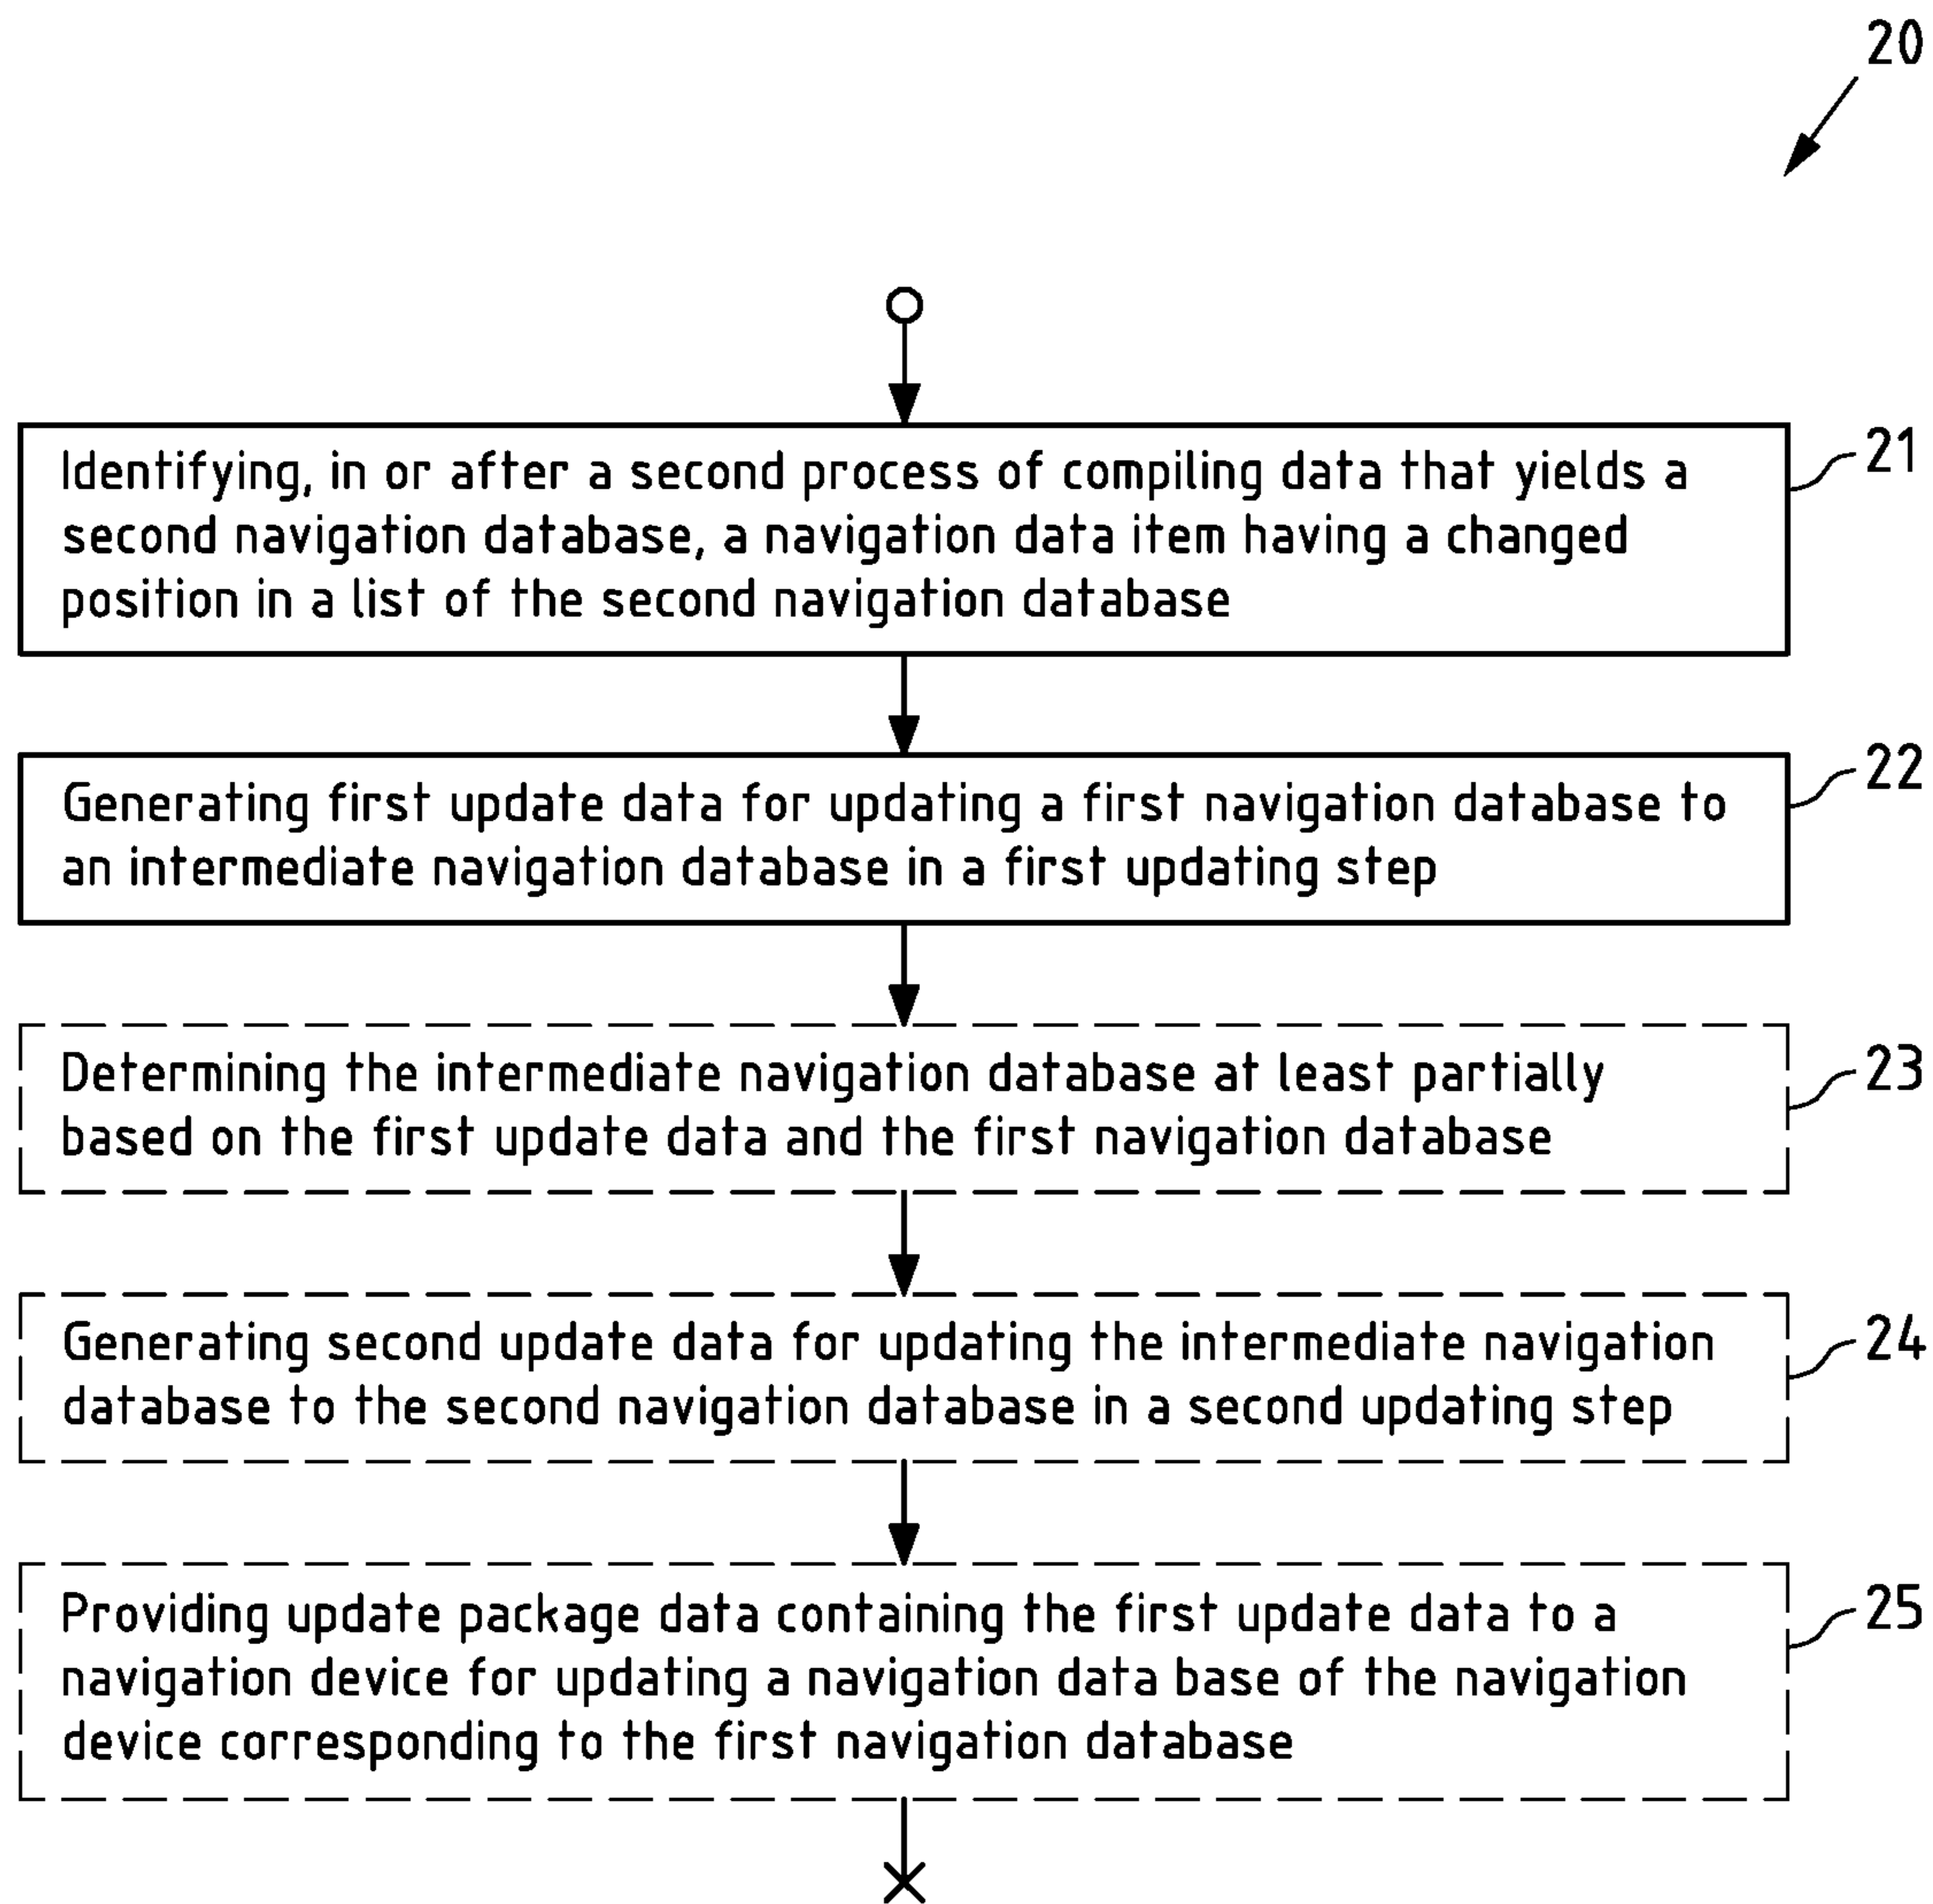 20
Identifying, in or after a second process of compiling data that yields a
second navigation database, a navigation data item having a changed
position in a list of the second navigation database
21
Generating first update data for updating a first navigation database to
an intermediate navigation database in a first updating step
22
Determining the intermediate navigation database at least partially
based on the first update data and the first navigation database
23
Generating second update data for updating the intermediate navigation
database to the second navigation database in a second updating step
24
Providing update package data containing the first update data to a
navigation device for updating a navigation data base of the navigation
device corresponding to the first navigation database
25